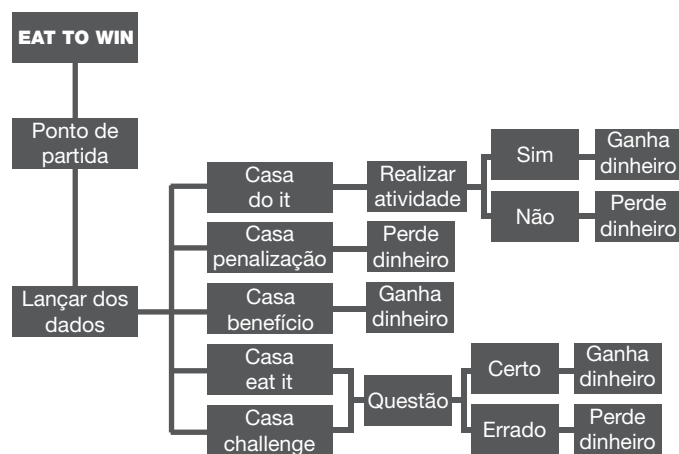 EAT TO WIN
Ponto de
partida
Lançar dos
dados
Casa
do it
Realizar
atividade
Sim
Ganha
dinheiro
Não
Perde
dinheiro
Casa
penalização
Perde
dinheiro
Casa
benefício
Ganha
dinheiro
Casa
eat it
Casa
challenge
Questão
Certo
Ganha
dinheiro
Errado
Perde
dinheiro